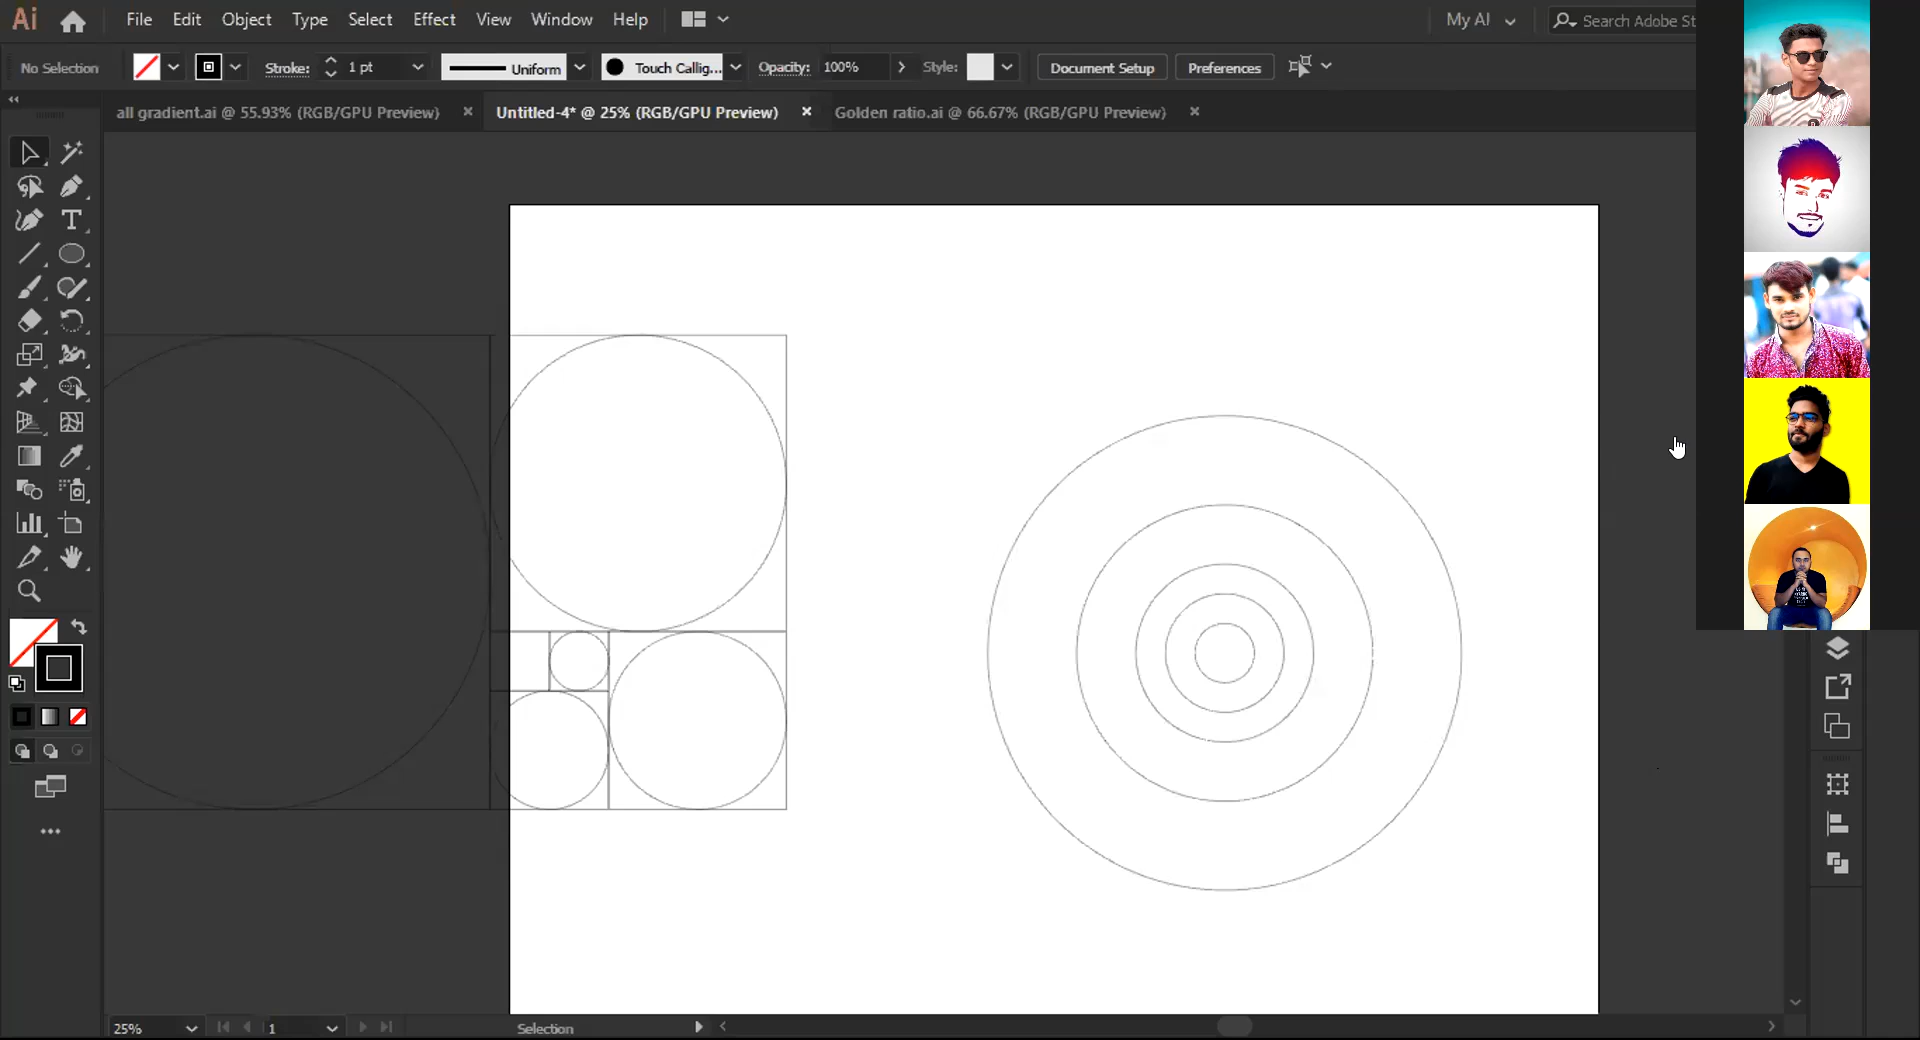 Ai File Edit Object Type Select Effect View Window Help My AI Search Adobe St
No Selection Stroke: 1 pt Uniform Touch Callig... Opacity: 100% Style: Document Setup Preferences
all gradient.ai @ 55.93% (RGB/GPU Preview) Untitled-4* @ 25% (RGB/GPU Preview) Golden ratio.ai @ 66.67% (RGB/GPU Preview)
25% 1 Selection